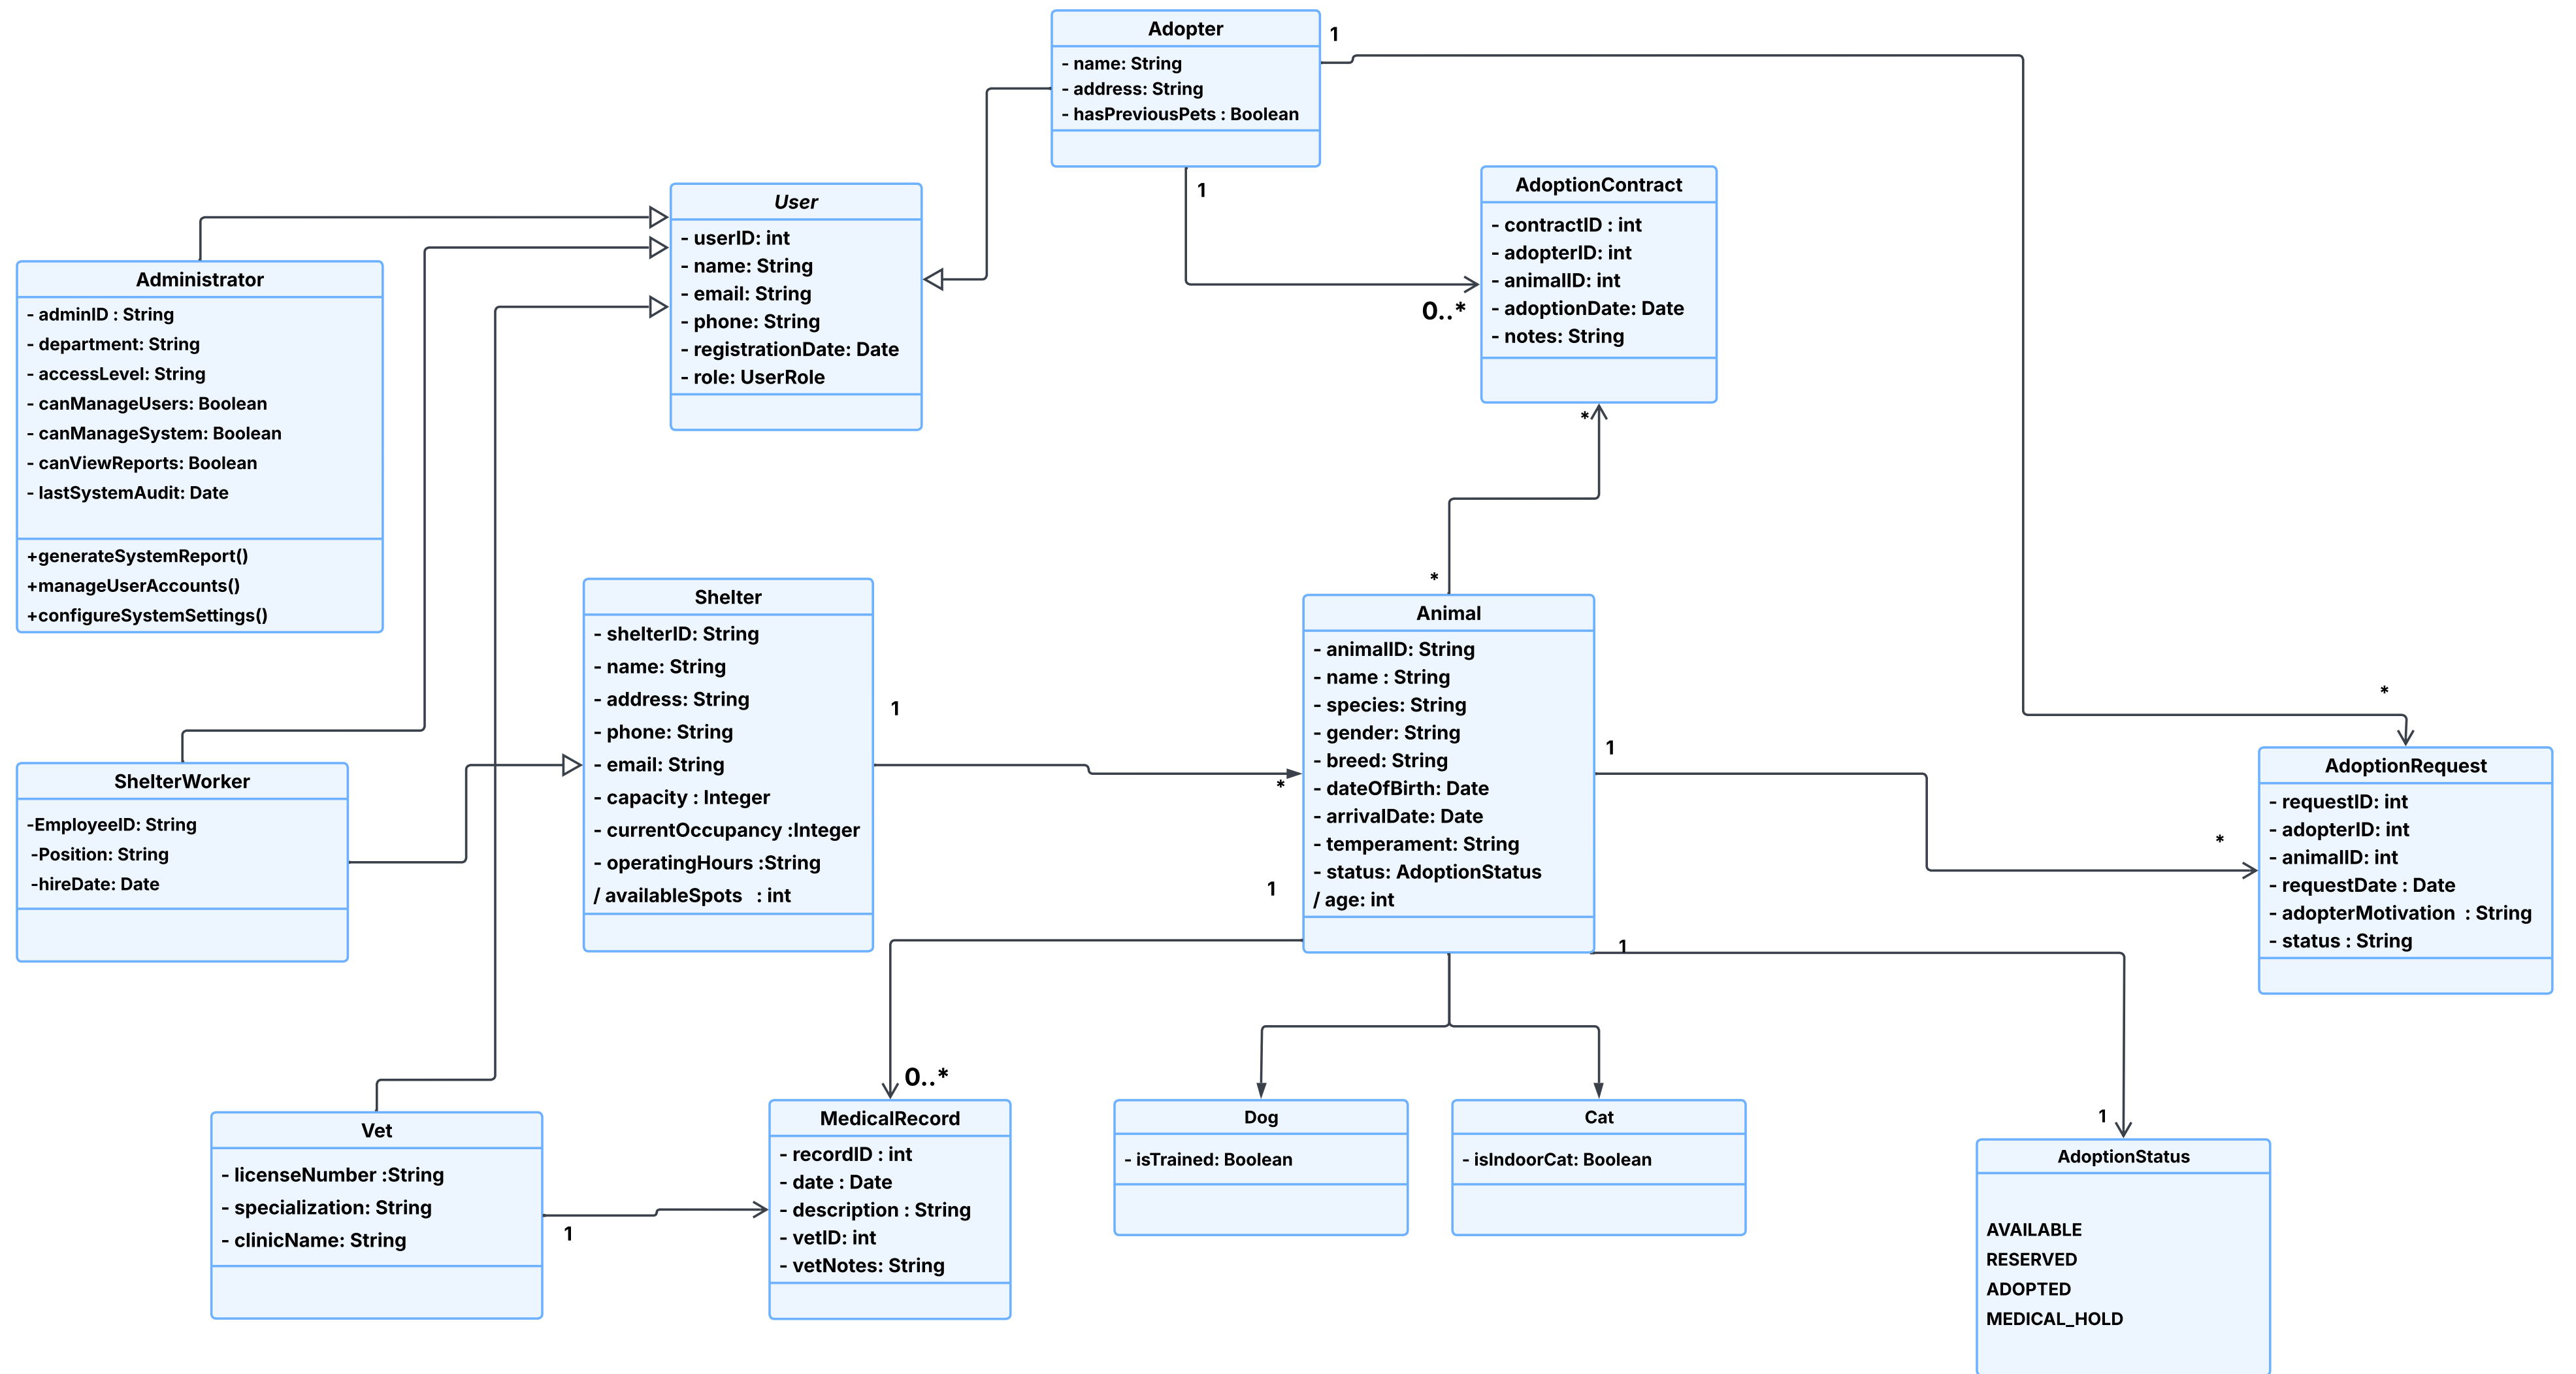 Adopter
- name: String
- address: String
- hasPreviousPets : Boolean
1
1
0..*
AdoptionContract
- contractID : int
- adopterID: int
- animalID: int
- adoptionDate: Date
- notes: String
*
User
- userID: int
- name: String
- email: String
- phone: String
- registrationDate: Date
- role: UserRole
Administrator
- adminID : String
- department: String
- accessLevel: String
- canManageUsers: Boolean
- canManageSystem: Boolean
- canViewReports: Boolean
- lastSystemAudit: Date
+generateSystemReport()
+manageUserAccounts()
+configureSystemSettings()
Shelter
- shelterID: String
- name: String
- address: String
- phone: String
- email: String
- capacity : Integer
- currentOccupancy :Integer
- operatingHours :String
/ availableSpots : int
1
*
*
Animal
- animalID: String
- name : String
- species: String
- gender: String
- breed: String
- dateOfBirth: Date
- arrivalDate: Date
- temperament: String
- status: AdoptionStatus
/ age: int
1
1
1
*
*
AdoptionRequest
- requestID: int
- adopterID: int
- animalID: int
- requestDate : Date
- adopterMotivation : String
- status : String
ShelterWorker
-EmployeeID: String
-Position: String
-hireDate: Date
Vet
- licenseNumber :String
- specialization: String
- clinicName: String
1
0..*
MedicalRecord
- recordID : int
- date : Date
- description : String
- vetID: int
- vetNotes: String
Dog
- isTrained: Boolean
Cat
- isIndoorCat: Boolean
1
AdoptionStatus
AVAILABLE
RESERVED
ADOPTED
MEDICAL_HOLD